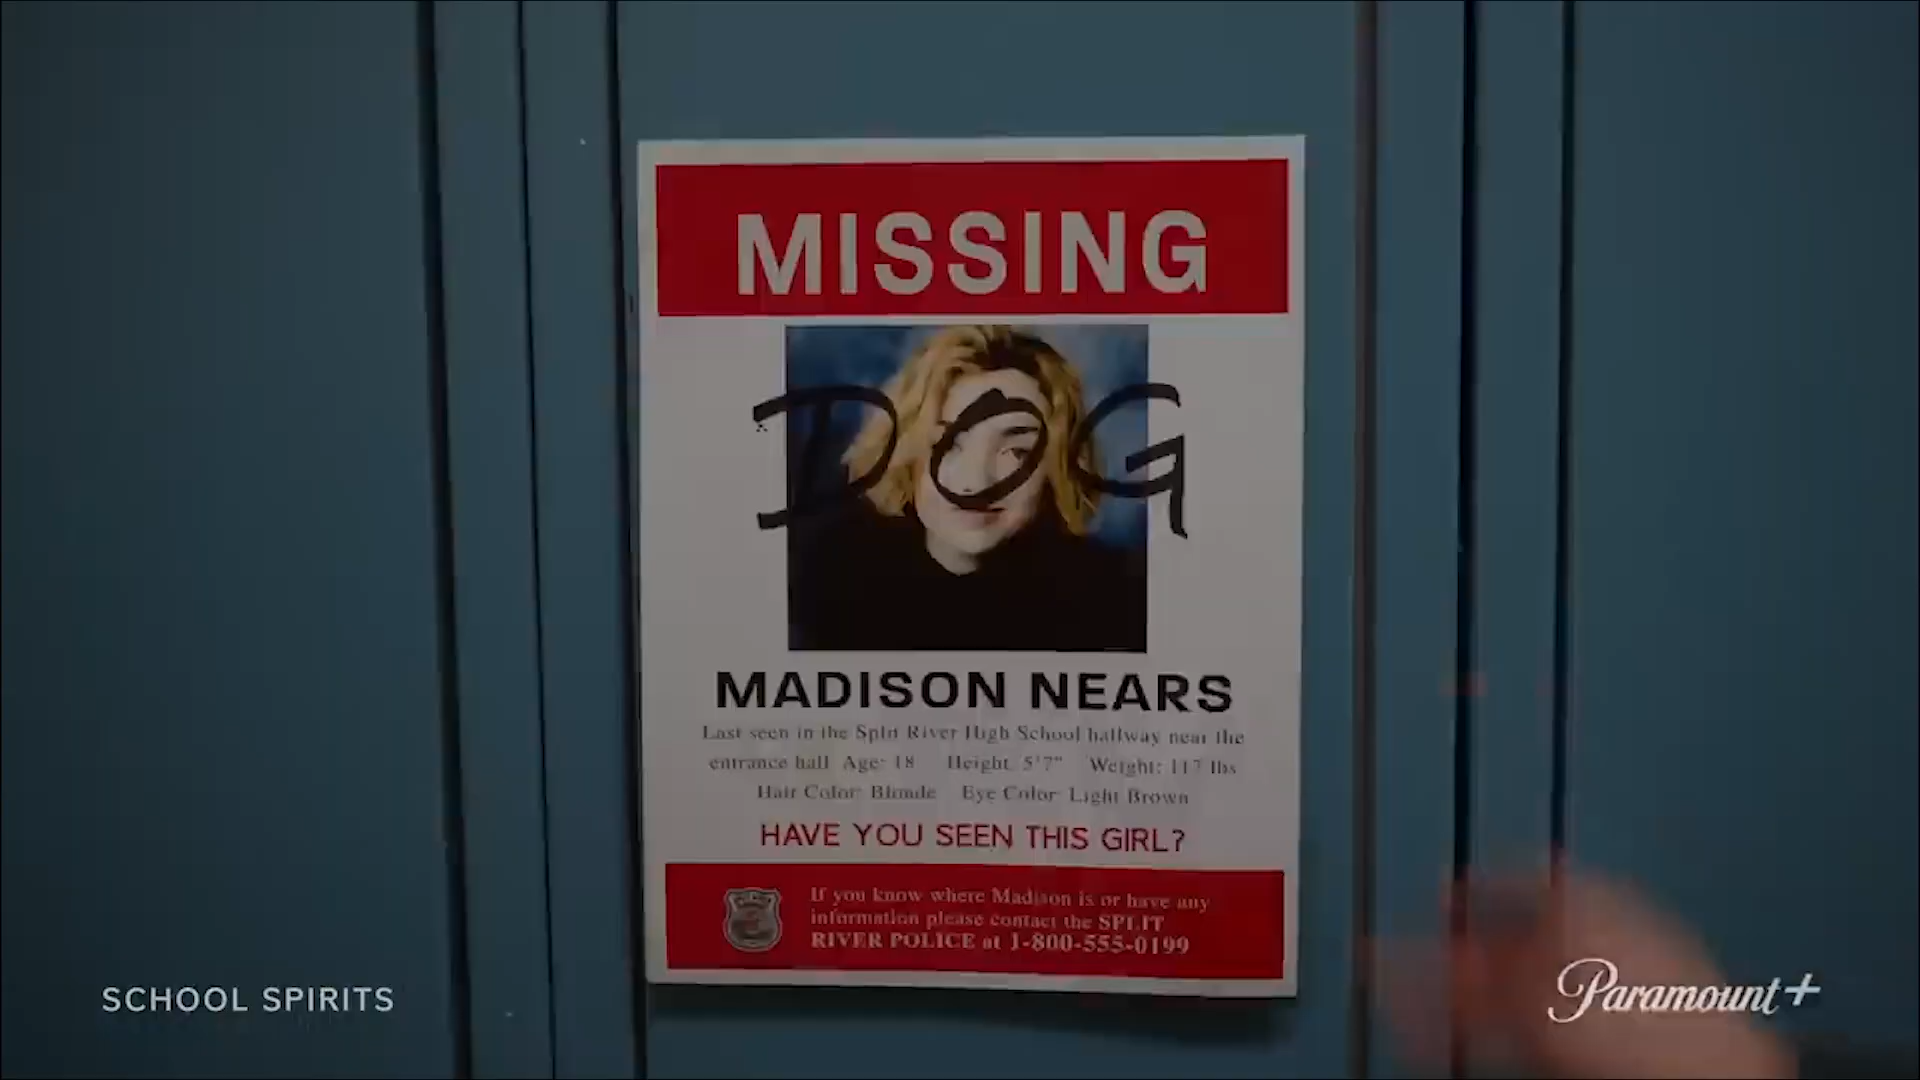 MISSING
DOG
MADISON NEARS
Last seen in the Split River High School hallway near the
entrance hall Age: 18 Height: 5'7" Weight: 117 lbs
Hair Color: Blonde Eye Color: Light Brown
HAVE YOU SEEN THIS GIRL?
If you know where Madison is or have any
information please contact the SPLIT
RIVER POLICE at 1-800-555-0199
SCHOOL SPIRITS
Paramount+